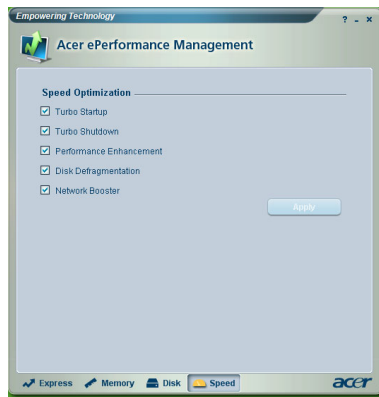 Empowering Technology ? - x
Acer ePerformance Management
Speed Optimization
Turbo Startup
Turbo Shutdown
Performance Enhancement
Disk Defragmentation
Network Booster
Apply
Express Memory Disk Speed acer